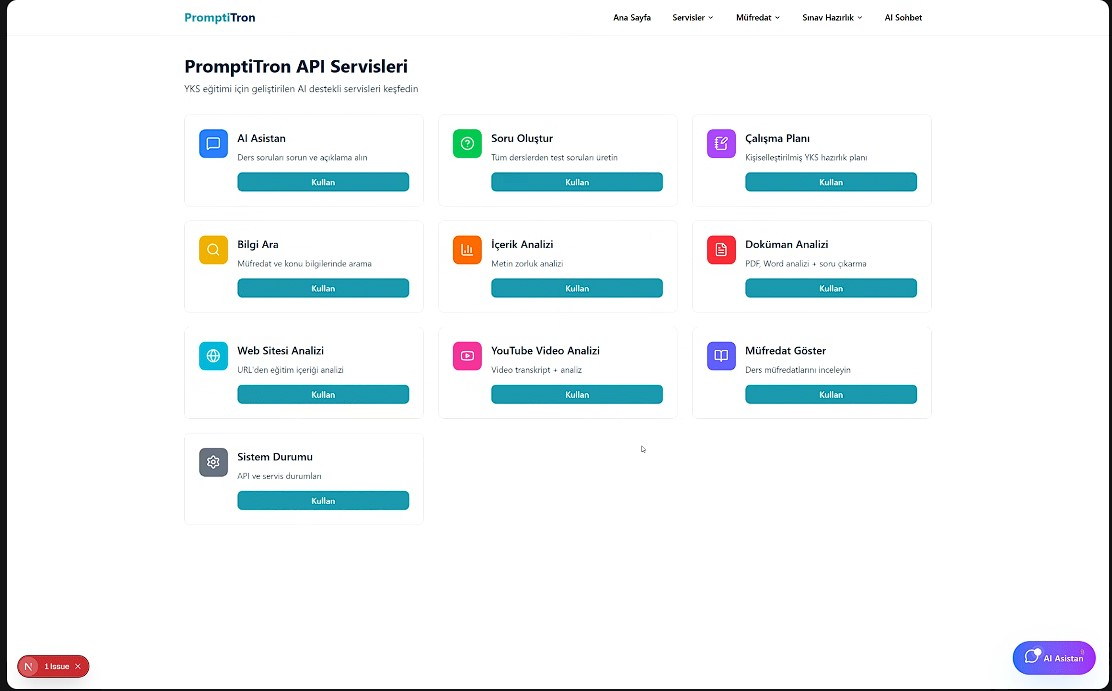 PromptiTron
Ana Sayfa
Servisler
Müfredat
Sınav Hazırlık
AI Sohbet
PromptiTron API Servisleri
YKS eğitimi için geliştirilen AI destekli servisleri keşfedin
AI Asistan
Ders soruları sorun ve açıklama alın
Kullan
Soru Oluştur
Tüm derslerden test soruları üretin
Kullan
Çalışma Planı
Kişiselleştirilmiş YKS hazırlık planı
Kullan
Bilgi Ara
Müfredat ve konu bilgilerinde arama
Kullan
İçerik Analizi
Metin zorluk analizi
Kullan
Doküman Analizi
PDF, Word analizi + soru çıkarma
Kullan
Web Sitesi Analizi
URL'den eğitim içeriği analizi
Kullan
YouTube Video Analizi
Video transkript + analiz
Kullan
Müfredat Göster
Ders müfredatlarını inceleyin
Kullan
Sistem Durumu
API ve servis durumları
Kullan
N 1 Issue
AI Asistan